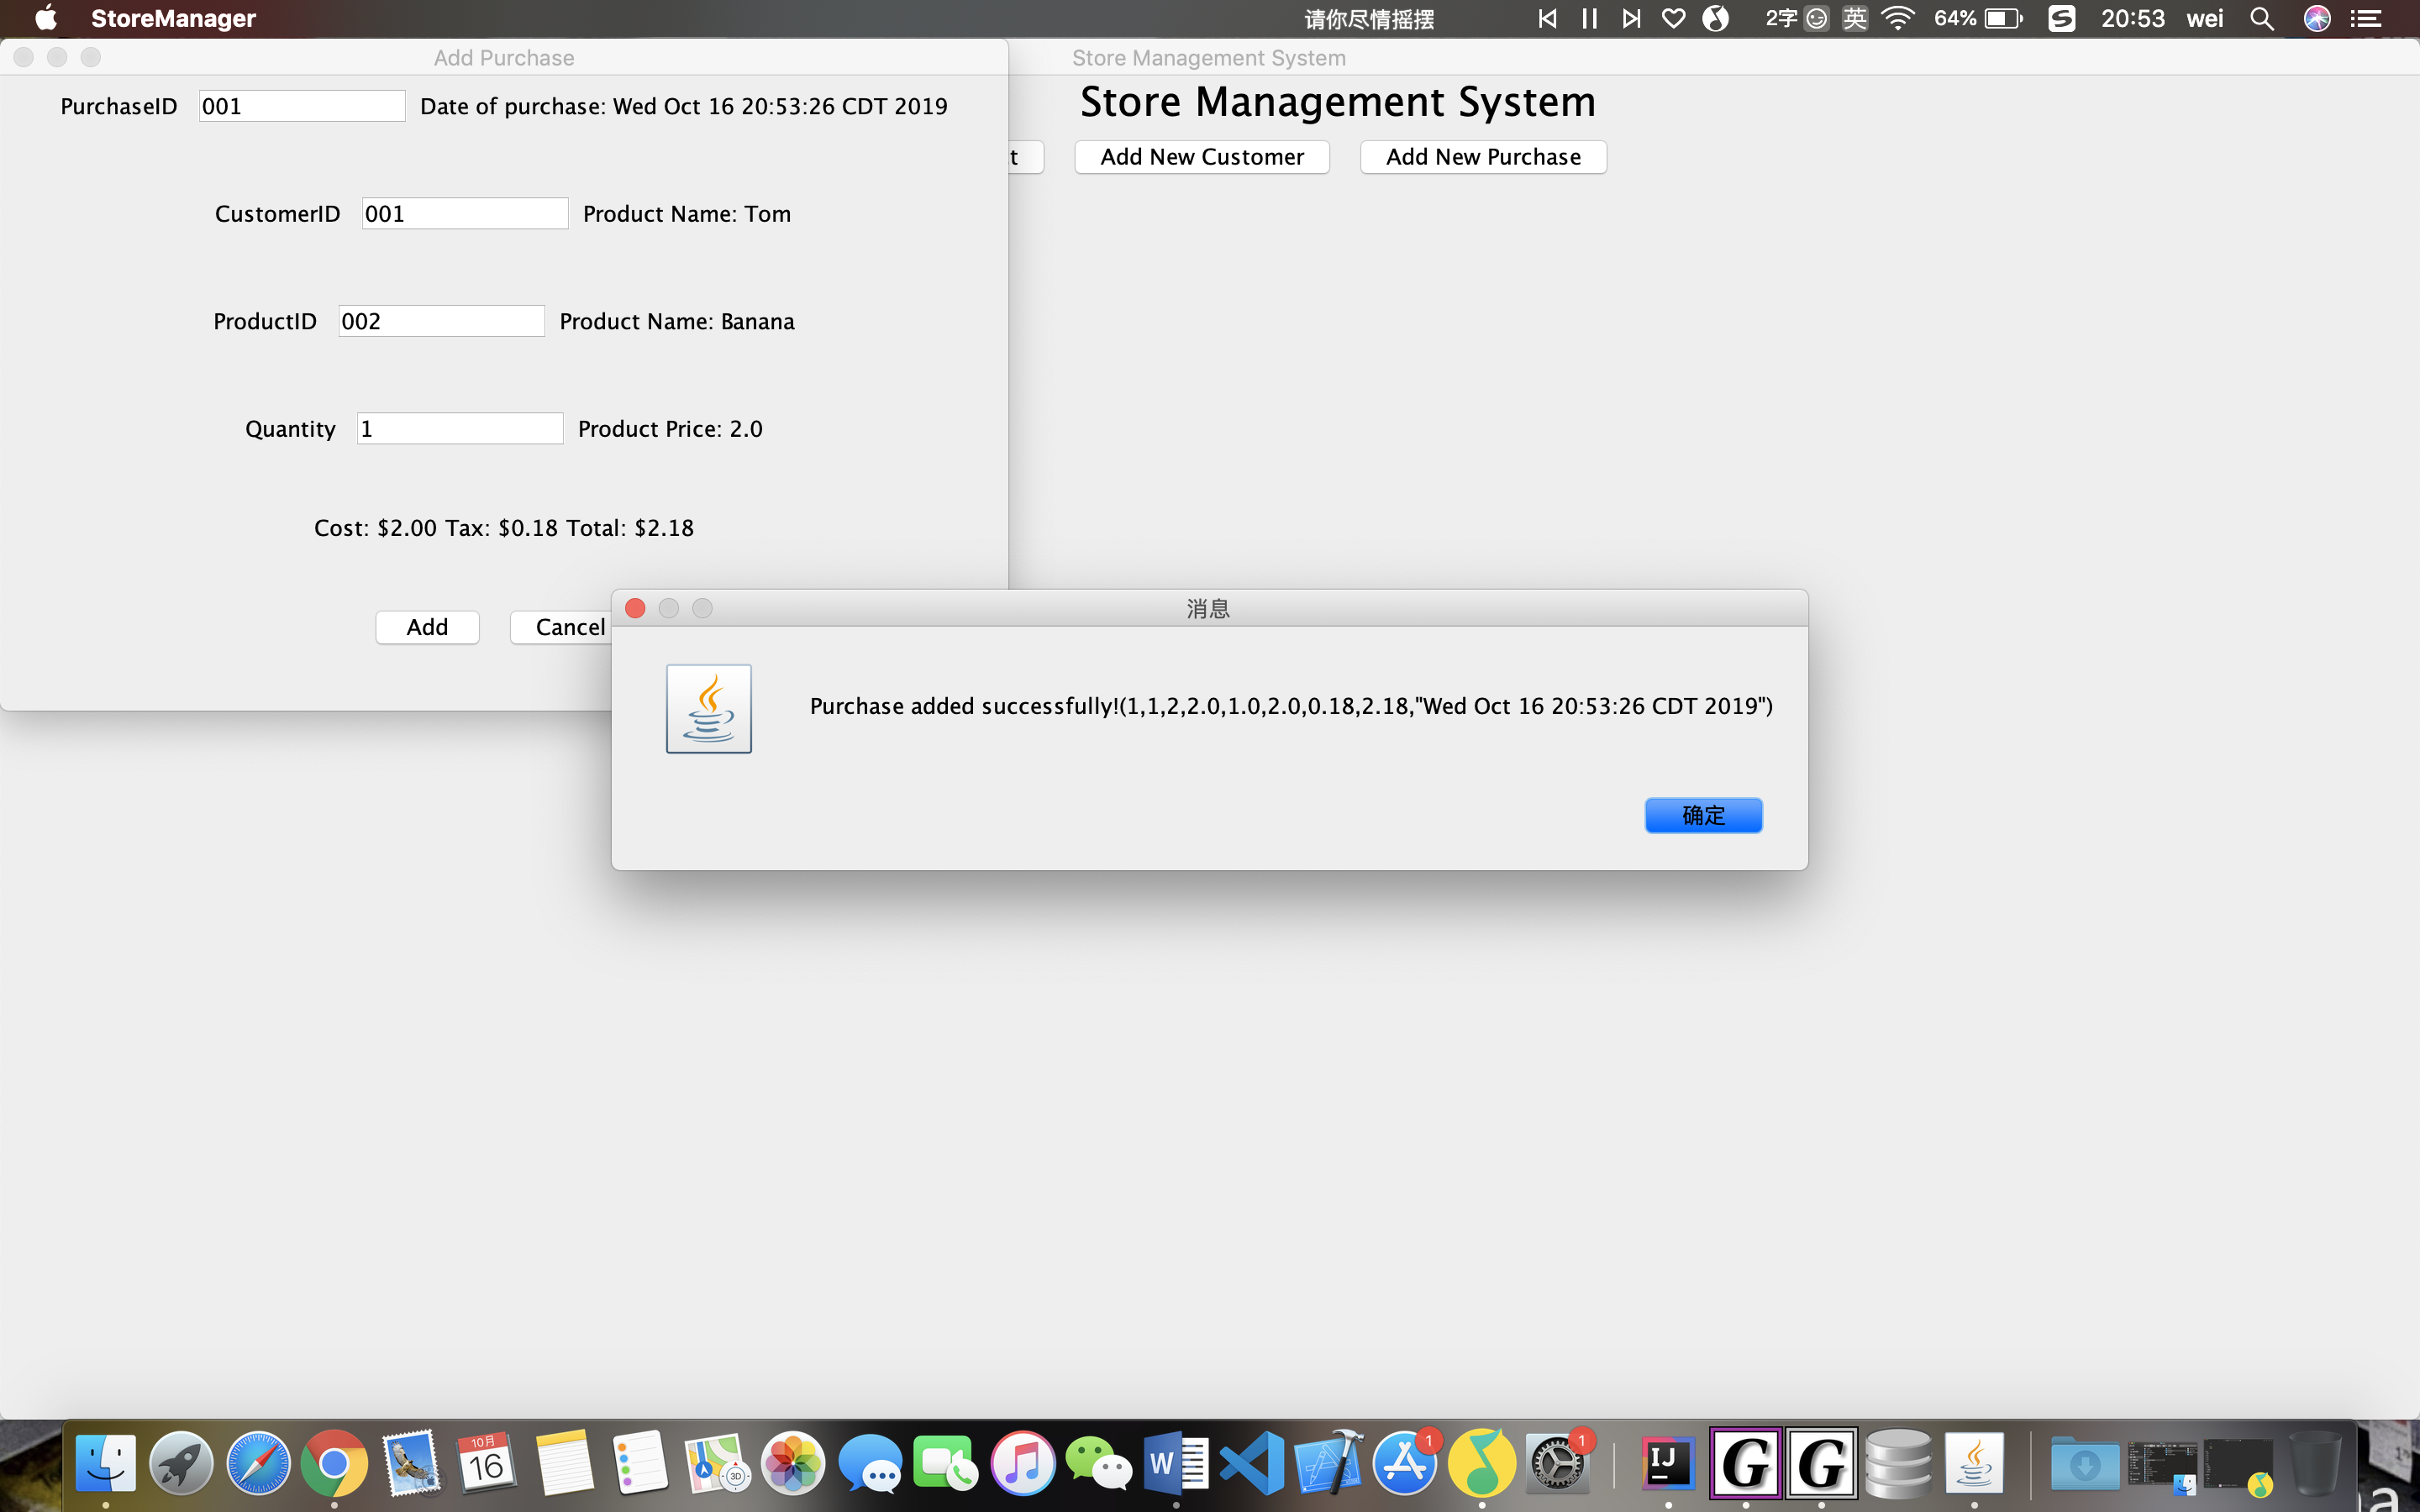 StoreManager 请你尽情摇摆 2字 英 64% 20:53 wei
Add Purchase
Store Management System
PurchaseID 001 Date of purchase: Wed Oct 16 20:53:26 CDT 2019
Store Management System
t Add New Customer Add New Purchase
CustomerID 001 Product Name: Tom
ProductID 002 Product Name: Banana
Quantity 1 Product Price: 2.0
Cost: $2.00 Tax: $0.18 Total: $2.18
Add Cancel
消息
Purchase added successfully!(1,1,2,2.0,1.0,2.0,0.18,2.18,"Wed Oct 16 20:53:26 CDT 2019")
确定
10月
16
3D
W
1
1
IJ
G
G